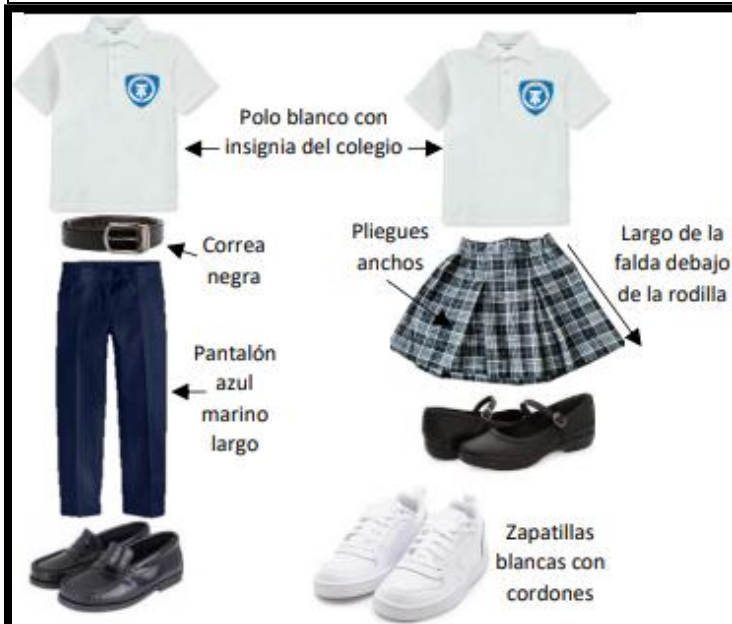 Polo blanco con
insignia del colegio
Correa
negra
Pliegues
anchos
Largo de la
falda debajo
de la rodilla
Pantalón
azul
marino
largo
Zapatillas
blancas con
cordones